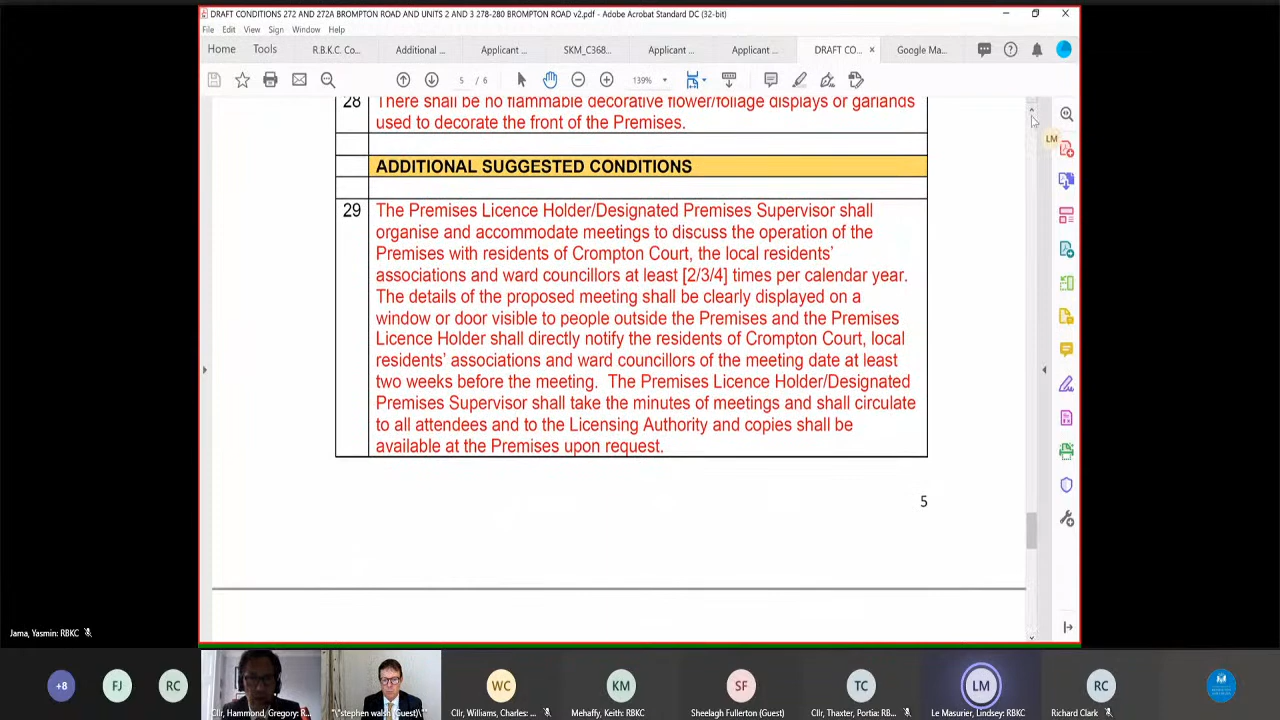 DRAFT CONDITIONS 272 AND 272A BROMPTON ROAD AND UNITS 2 AND 3 278-280 BROMPTON ROAD v2.pdf - Adobe Acrobat Standard DC (32-bit)
File Edit View Sign Window Help
Home Tools R.B.K.C. Co... Additional ... Applicant ... SKM_C368... Applicant ... Applicant ... DRAFT CO... × Google Ma...
5 / 6 139%
28 There shall be no flammable decorative flower/foliage displays or garlands
used to decorate the front of the Premises.
LM
ADDITIONAL SUGGESTED CONDITIONS
29 The Premises Licence Holder/Designated Premises Supervisor shall
organise and accommodate meetings to discuss the operation of the
Premises with residents of Crompton Court, the local residents'
associations and ward councillors at least [2/3/4] times per calendar year.
The details of the proposed meeting shall be clearly displayed on a
window or door visible to people outside the Premises and the Premises
Licence Holder shall directly notify the residents of Crompton Court, local
residents' associations and ward councillors of the meeting date at least
two weeks before the meeting. The Premises Licence Holder/Designated
Premises Supervisor shall take the minutes of meetings and shall circulate
to all attendees and to the Licensing Authority and copies shall be
available at the Premises upon request.
5
Jama, Yasmin: RBKC
+8 FJ RC WC KM SF TC LM RC
Cllr, Hammond, Gregory: R... "\"stephen walsh (Guest)\"" Cllr, Williams, Charles: ... Mehaffy, Keith: RBKC Sheelagh Fullerton (Guest) Cllr, Thaxter, Portia: RB... Le Masurier, Lindsey: RBKC Richard Clark